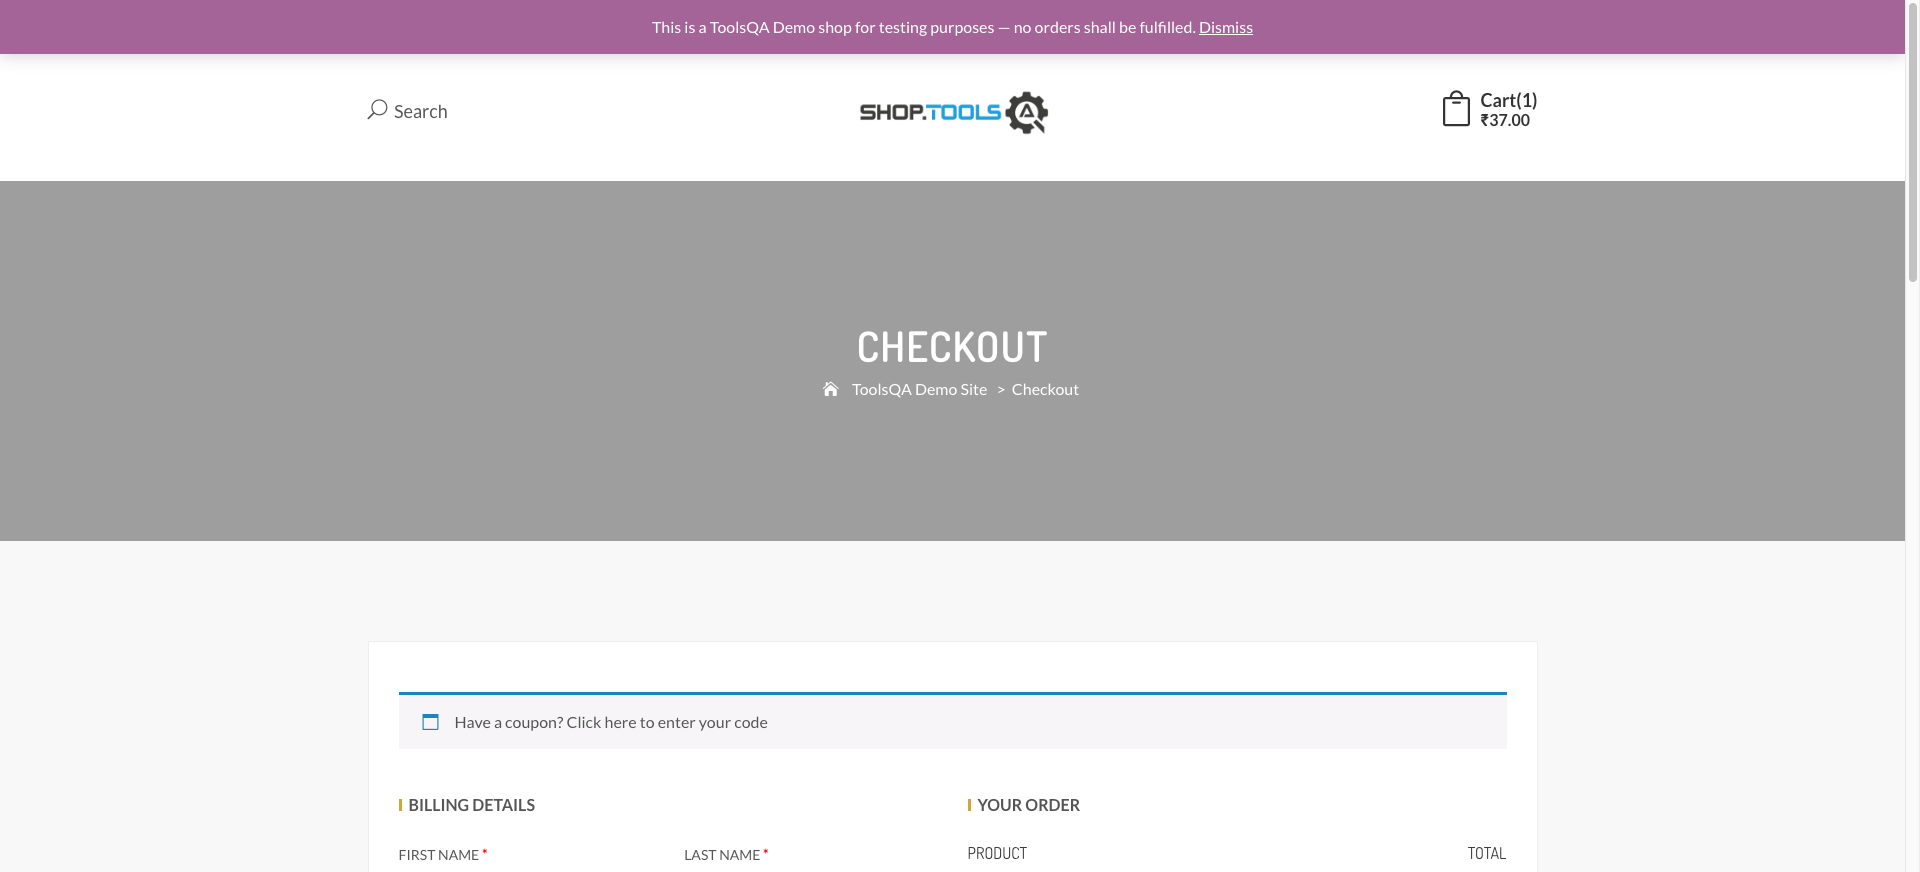 This is a ToolsQA Demo shop for testing purposes — no orders shall be fulfilled. Dismiss
Search
SHOP.TOOLS QA
Cart(1)
₹37.00
CHECKOUT
ToolsQA Demo Site > Checkout
Have a coupon? Click here to enter your code
BILLING DETAILS
YOUR ORDER
FIRST NAME * LAST NAME *
PRODUCT TOTAL